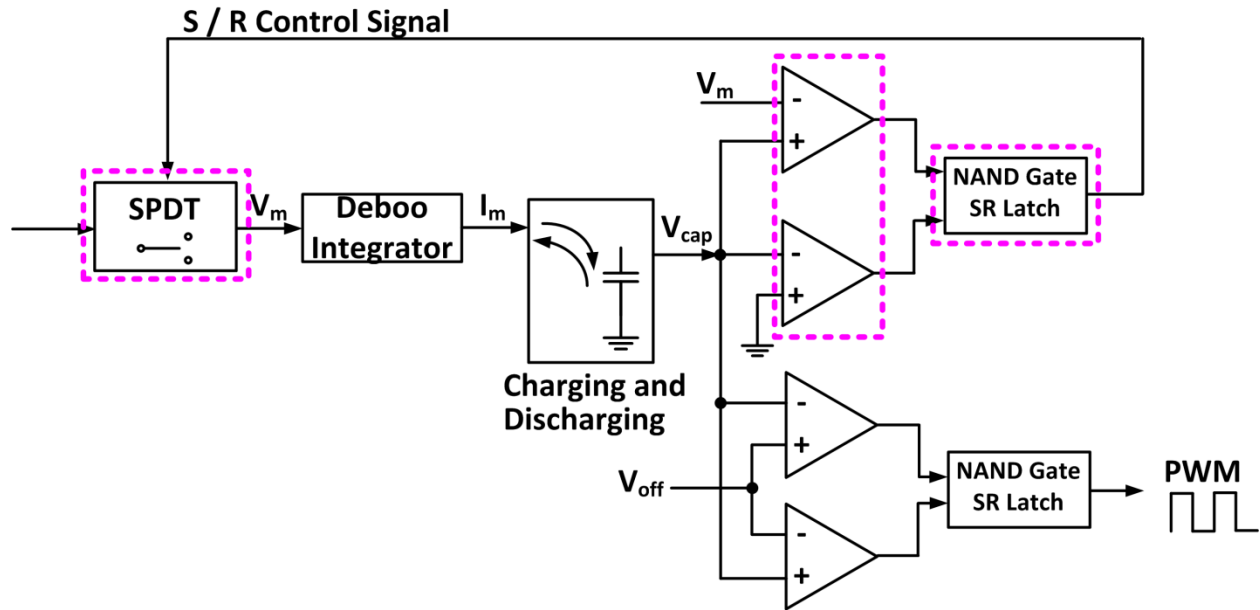 S / R Control Signal
V_m
-
+
NAND Gate
SR Latch
SPDT
V_m
Deboo
Integrator
I_m
V_cap
-
+
Charging and
Discharging
-
+
V_off
NAND Gate
SR Latch
PWM
-
+